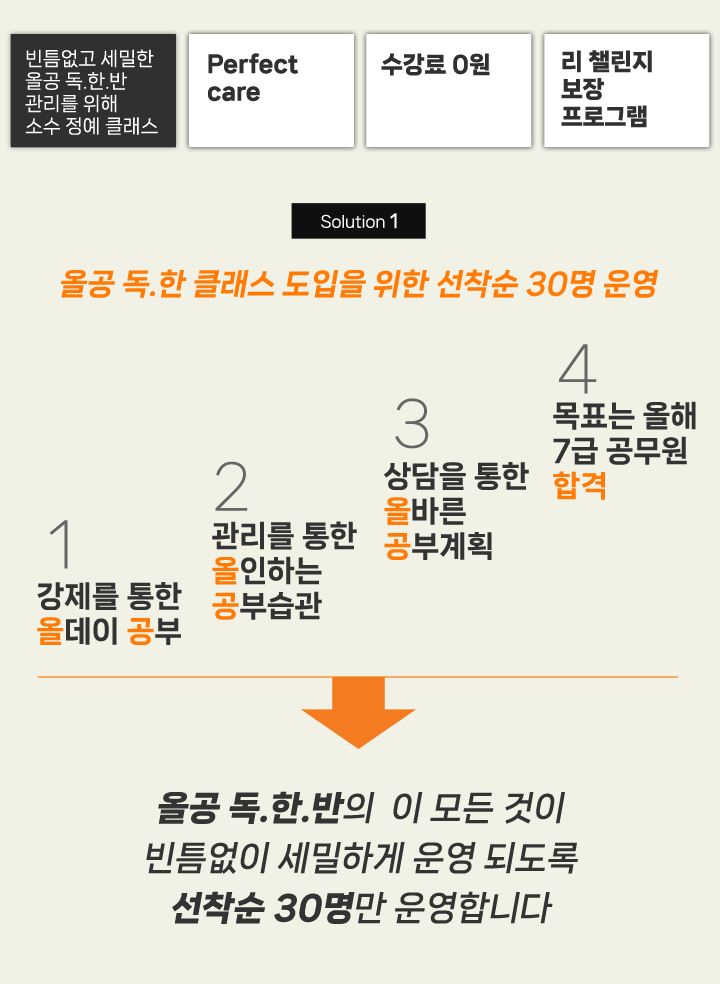 빈틈없고 세밀한
올공 독.한.반
관리를 위해
소수 정예 클래스
Perfect
care
수강료 0원
리 챌린지
보장
프로그램
Solution 1
올공 독.한 클래스 도입을 위한 선착순 30명 운영
1
강제를 통한
올데이 공부
2
관리를 통한
올인하는
공부습관
3
상담을 통한
올바른
공부계획
4
목표는 올해
7급 공무원
합격
올공 독.한.반의 이 모든 것이
빈틈없이 세밀하게 운영 되도록
선착순 30명만 운영합니다